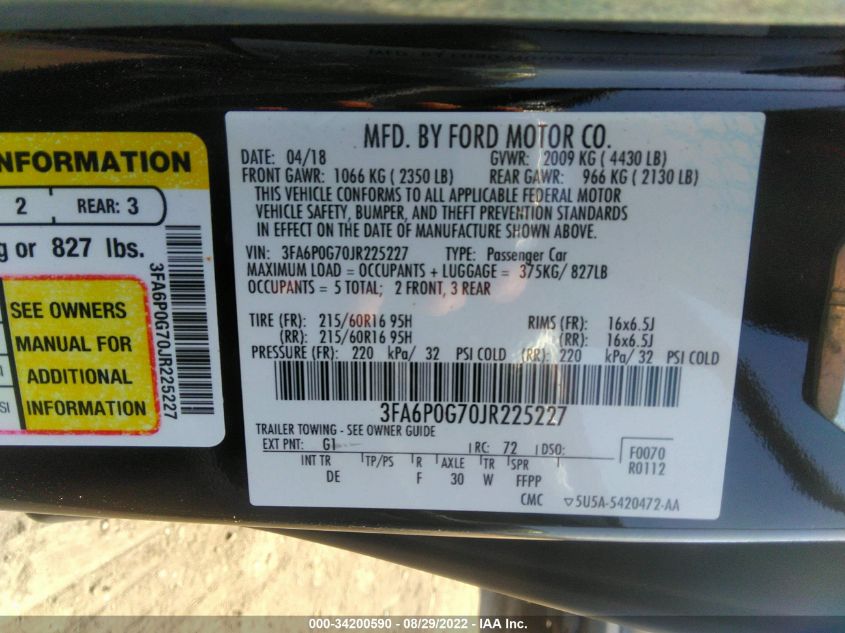 NFORMATION
2 REAR: 3
g or 827 lbs.
SEE OWNERS
MANUAL FOR
ADDITIONAL
INFORMATION
SI
3FA6P0G70JR225227
MFD. BY FORD MOTOR CO.
DATE: 04/18 GVWR: 2009 KG ( 4430 LB)
FRONT GAWR: 1066 KG ( 2350 LB) REAR GAWR: 966 KG ( 2130 LB)
THIS VEHICLE CONFORMS TO ALL APPLICABLE FEDERAL MOTOR
VEHICLE SAFETY, BUMPER, AND THEFT PREVENTION STANDARDS
IN EFFECT ON THE DATE OF MANUFACTURE SHOWN ABOVE.
VIN: 3FA6P0G70JR225227 TYPE: Passenger Car
MAXIMUM LOAD = OCCUPANTS + LUGGAGE = 375KG/ 827LB
OCCUPANTS = 5 TOTAL; 2 FRONT, 3 REAR
TIRE (FR): 215/60R16 95H RIMS (FR): 16x6.5J
(RR): 215/60R16 95H (RR): 16x6.5J
PRESSURE (FR): 220 kPa/ 32 PSI COLD (RR): 220 kPa/ 32 PSI COLD
3FA6P0G70JR225227
TRAILER TOWING - SEE OWNER GUIDE
EXT PNT: G1 RC: 72 DSO:
F0070
R0112
INT TR TP/PS R AXLE TR SPR
DE F 30 W FFPP
CMC ▽5U5A-5420472-AA
000-34200590 - 08/29/2022 - IAA Inc.